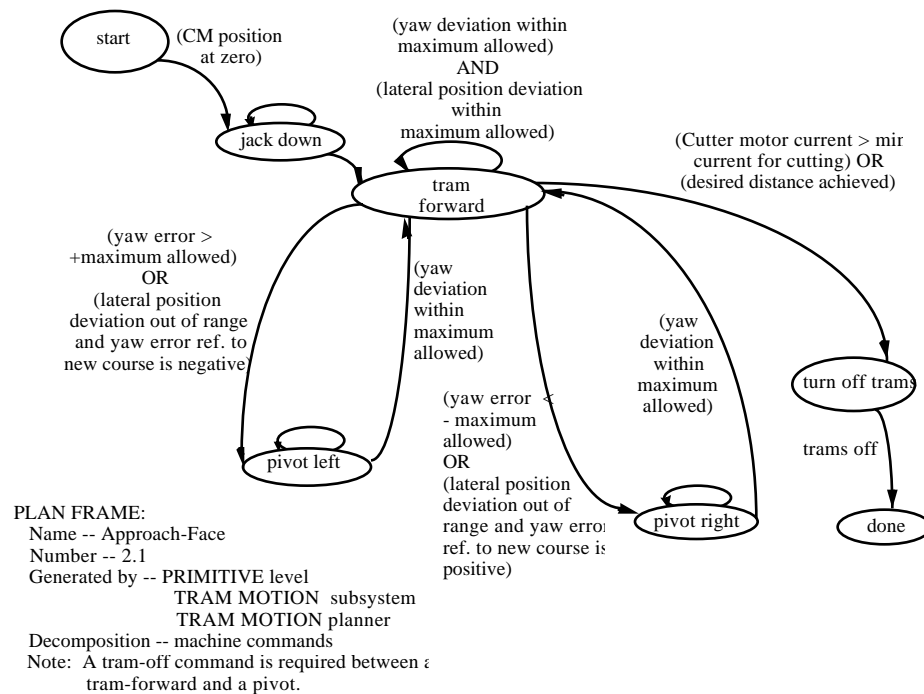 start
(CM position
at zero)
jack down
(yaw deviation within
maximum allowed)
AND
(lateral position deviation
within
maximum allowed)
tram
forward
(Cutter motor current >
current for cutting) OR
(desired distance achieved)
(yaw error >
+maximum allowed)
OR
(lateral position
deviation out of range
and yaw error ref. to
new course is negative)
(yaw
deviation
within
maximum
allowed)
(yaw error <
- maximum
allowed)
OR
(lateral position
deviation out of
range and yaw error
ref. to new course is
positive)
(yaw
deviation
within
maximum
allowed)
turn off trams
trams off
pivot left
pivot right
done
PLAN FRAME:
Name -- Approach-Face
Number -- 2.1
Generated by -- PRIMITIVE level
TRAM MOTION subsystem
TRAM MOTION planner
Decomposition -- machine commands
Note: A tram-off command is required between
tram-forward and a pivot.